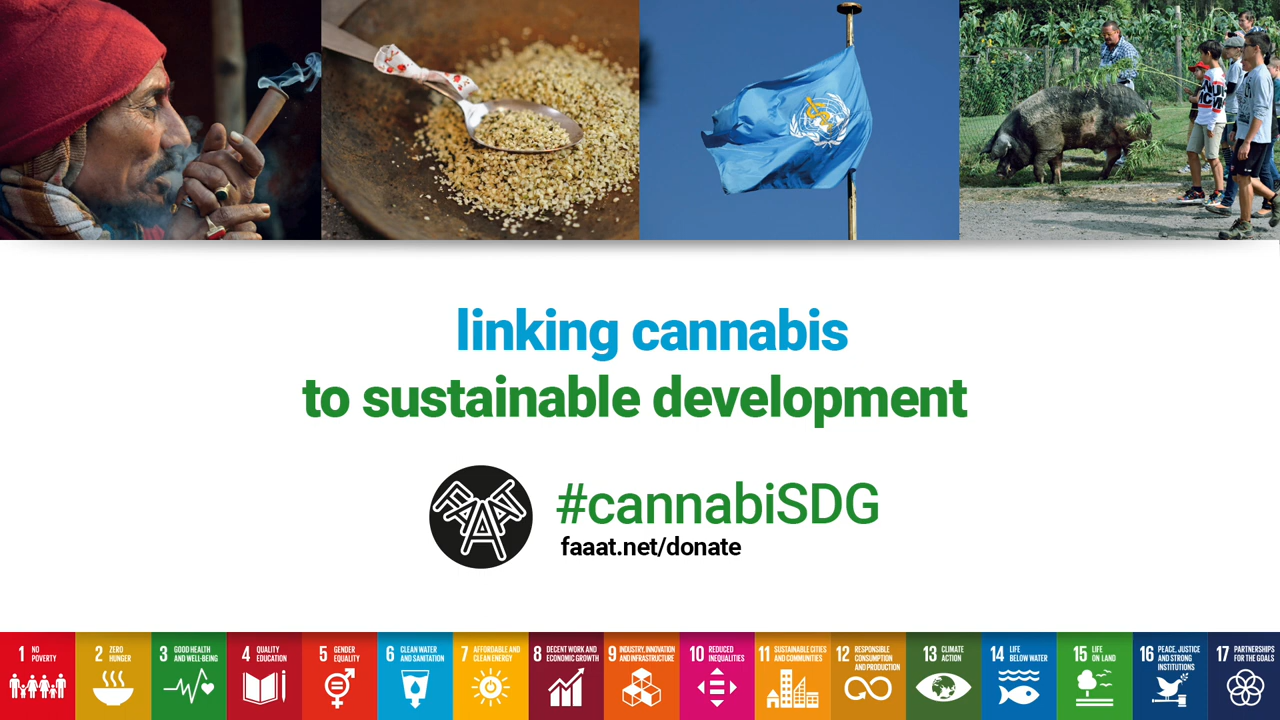 linking cannabis
to sustainable development
FAAAT
#cannabiSDG
faaat.net/donate
1 NO
POVERTY
2 ZERO
HUNGER
3 GOOD HEALTH
AND WELL-BEING
4 QUALITY
EDUCATION
5 GENDER
EQUALITY
6 CLEAN WATER
AND SANITATION
7 AFFORDABLE AND
CLEAN ENERGY
8 DECENT WORK AND
ECONOMIC GROWTH
9 INDUSTRY, INNOVATION
AND INFRASTRUCTURE
10 REDUCED
INEQUALITIES
11 SUSTAINABLE CITIES
AND COMMUNITIES
12 RESPONSIBLE
CONSUMPTION
AND PRODUCTION
13 CLIMATE
ACTION
14 LIFE
BELOW WATER
15 LIFE
ON LAND
16 PEACE, JUSTICE
AND STRONG
INSTITUTIONS
17 PARTNERSHIPS
FOR THE GOALS